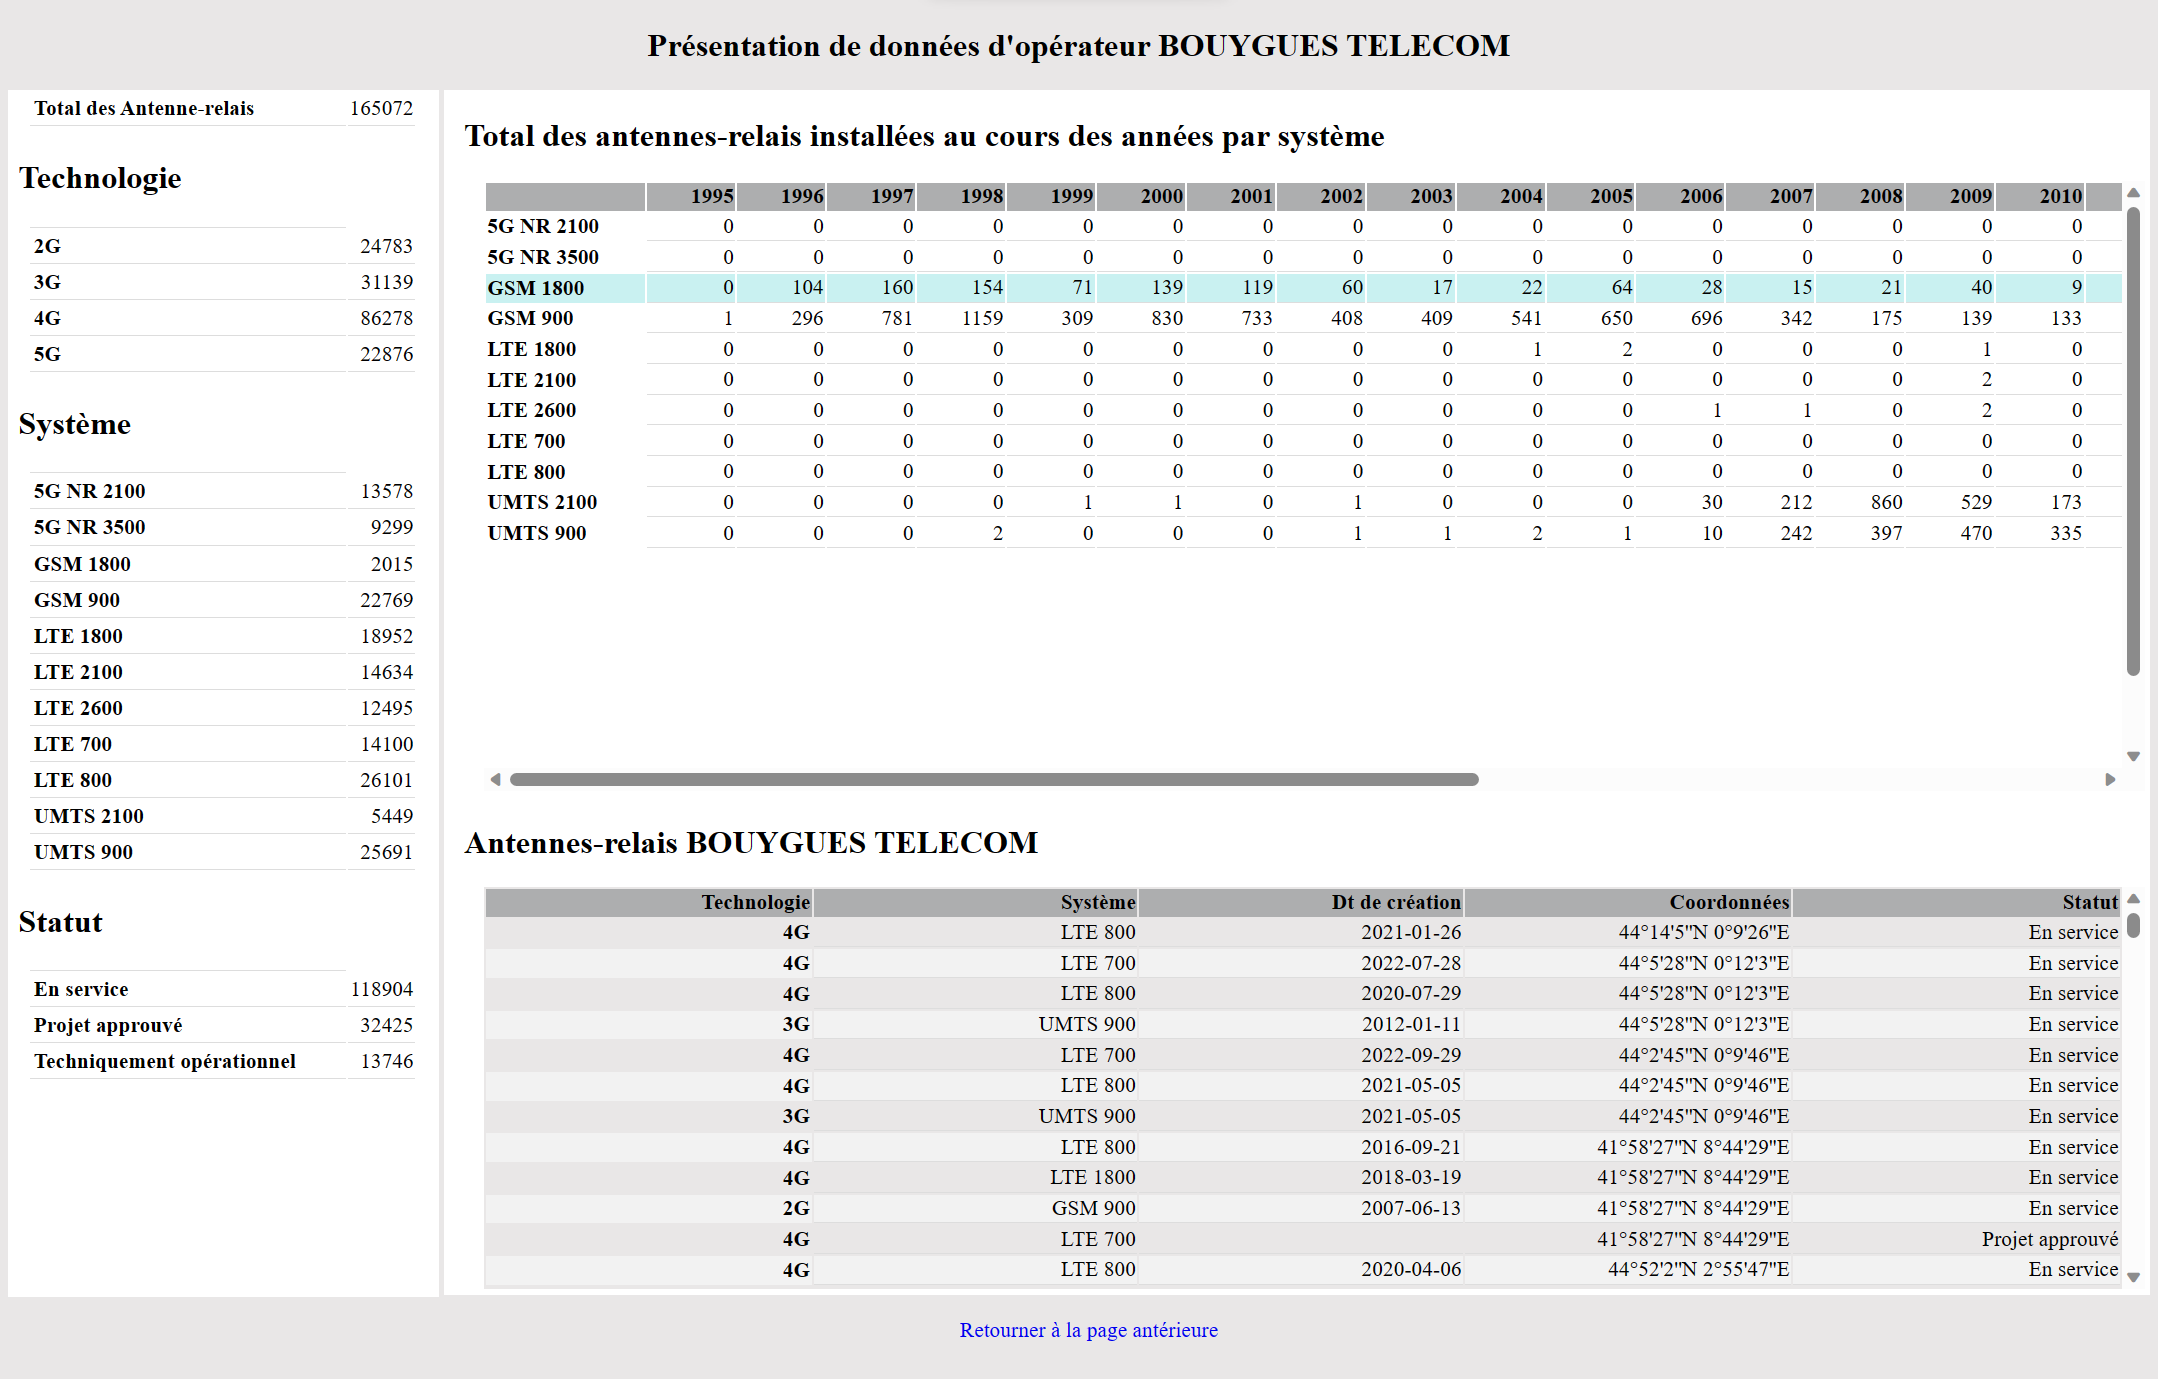 Présentation de données d'opérateur BOUYGUES TELECOM
Total des Antenne-relais 165072
Technologie
2G 24783
3G 31139
4G 86278
5G 22876
Système
5G NR 2100 13578
5G NR 3500 9299
GSM 1800 2015
GSM 900 22769
LTE 1800 18952
LTE 2100 14634
LTE 2600 12495
LTE 700 14100
LTE 800 26101
UMTS 2100 5449
UMTS 900 25691
Statut
En service 118904
Projet approuvé 32425
Techniquement opérationnel 13746
Total des antennes-relais installées au cours des années par système
1995 1996 1997 1998 1999 2000 2001 2002 2003 2004 2005 2006 2007 2008 2009 2010
5G NR 2100 0 0 0 0 0 0 0 0 0 0 0 0 0 0 0 0
5G NR 3500 0 0 0 0 0 0 0 0 0 0 0 0 0 0 0 0
GSM 1800 0 104 160 154 71 139 119 60 17 22 64 28 15 21 40 9
GSM 900 1 296 781 1159 309 830 733 408 409 541 650 696 342 175 139 133
LTE 1800 0 0 0 0 0 0 0 0 0 1 2 0 0 0 1 0
LTE 2100 0 0 0 0 0 0 0 0 0 0 0 0 0 0 2 0
LTE 2600 0 0 0 0 0 0 0 0 0 0 0 1 1 0 2 0
LTE 700 0 0 0 0 0 0 0 0 0 0 0 0 0 0 0 0
LTE 800 0 0 0 0 0 0 0 0 0 0 0 0 0 0 0 0
UMTS 2100 0 0 0 0 1 1 0 1 0 0 0 30 212 860 529 173
UMTS 900 0 0 0 2 0 0 0 1 1 2 1 10 242 397 470 335
Antennes-relais BOUYGUES TELECOM
Technologie Système Dt de création Coordonnées Statut
4G LTE 800 2021-01-26 44°14'5"N 0°9'26"E En service
4G LTE 700 2022-07-28 44°5'28"N 0°12'3"E En service
4G LTE 800 2020-07-29 44°5'28"N 0°12'3"E En service
3G UMTS 900 2012-01-11 44°5'28"N 0°12'3"E En service
4G LTE 700 2022-09-29 44°2'45"N 0°9'46"E En service
4G LTE 800 2021-05-05 44°2'45"N 0°9'46"E En service
3G UMTS 900 2021-05-05 44°2'45"N 0°9'46"E En service
4G LTE 800 2016-09-21 41°58'27"N 8°44'29"E En service
4G LTE 1800 2018-03-19 41°58'27"N 8°44'29"E En service
2G GSM 900 2007-06-13 41°58'27"N 8°44'29"E En service
4G LTE 700 41°58'27"N 8°44'29"E Projet approuvé
4G LTE 800 2020-04-06 44°52'2"N 2°55'47"E En service
Retourner à la page antérieure